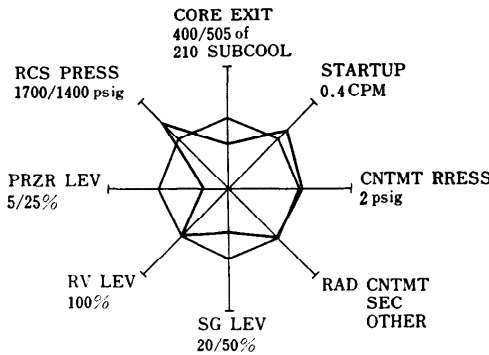 CORE EXIT
400/505 of
210 SUBCOOL
RCS PRESS
1700/1400 psig
STARTUP
0.4 CPM
PRZR LEV
5/25%
CNTMT RRESS
2 psig
RV LEV
100%
SG LEV
20/50%
RAD CNTMT
SEC
OTHER